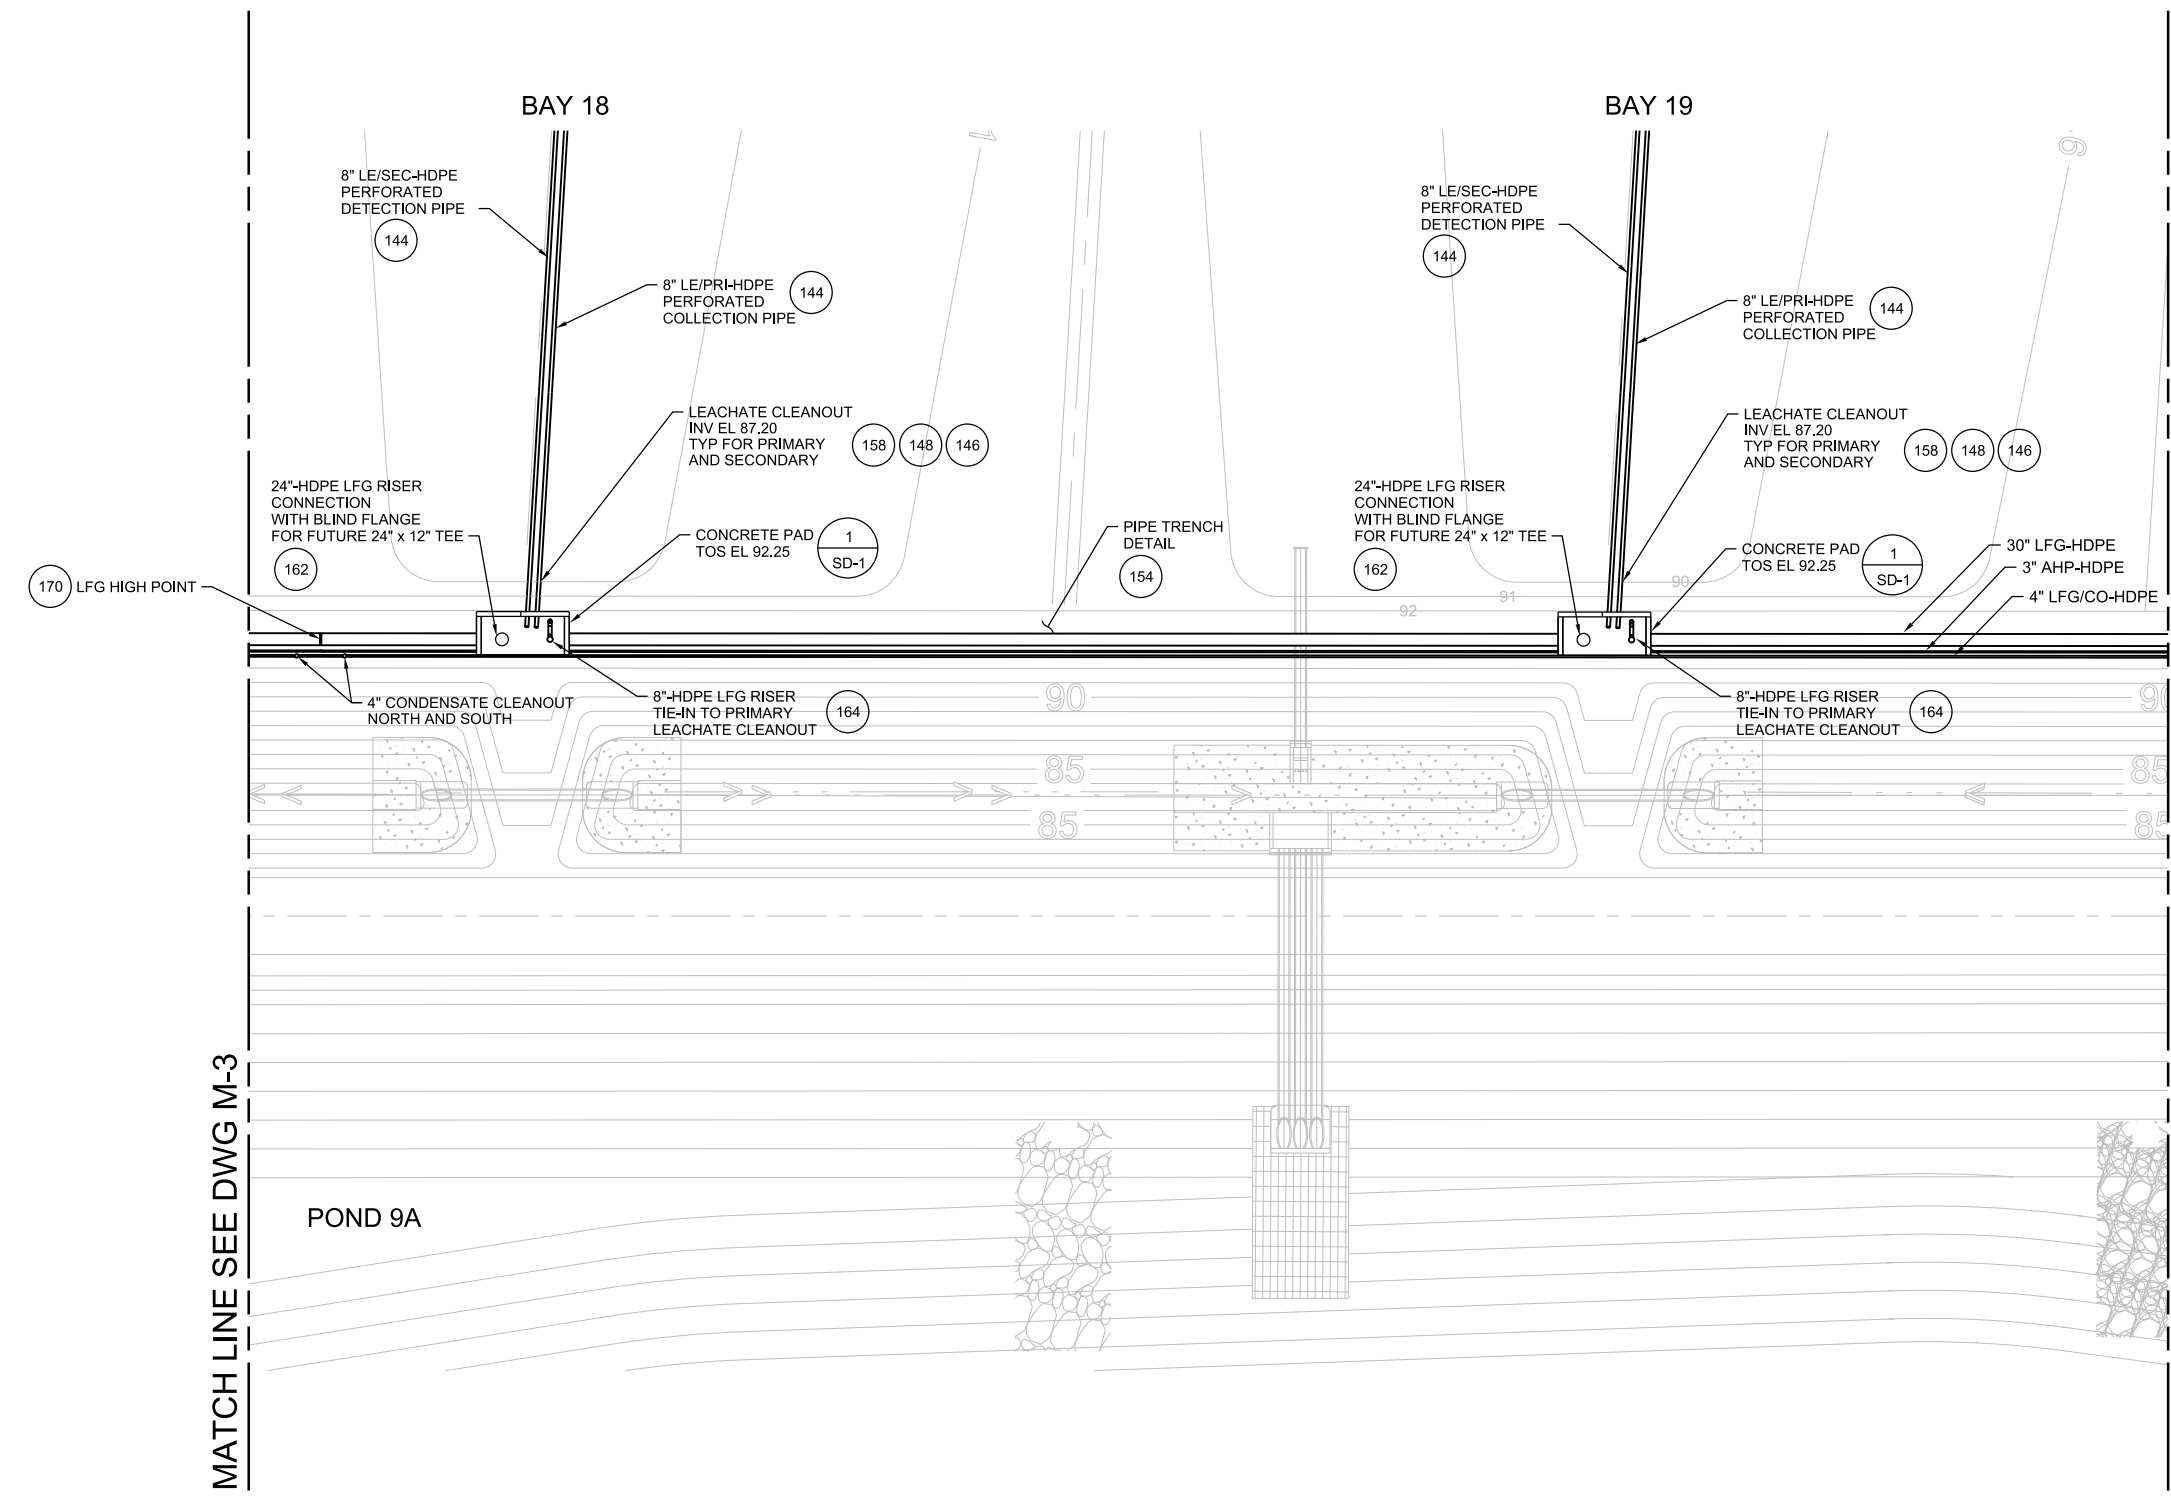 BAY 18
BAY 19
8" LE/SEC-HDPE
PERFORATED
DETECTION PIPE
144
8" LE/PRI-HDPE
PERFORATED
COLLECTION PIPE
144
LEACHATE CLEANOUT
INV EL 87.20
TYP FOR PRIMARY
AND SECONDARY
158 148 146
24"-HDPE LFG RISER
CONNECTION
WITH BLIND FLANGE
FOR FUTURE 24" x 12" TEE
162
CONCRETE PAD
TOS EL 92.25
1
SD-1
170 LFG HIGH POINT
4" CONDENSATE CLEANOUT
NORTH AND SOUTH
8"-HDPE LFG RISER
TIE-IN TO PRIMARY
LEACHATE CLEANOUT
164
PIPE TRENCH
DETAIL
154
8" LE/SEC-HDPE
PERFORATED
DETECTION PIPE
144
8" LE/PRI-HDPE
PERFORATED
COLLECTION PIPE
144
LEACHATE CLEANOUT
INV EL 87.20
TYP FOR PRIMARY
AND SECONDARY
158 148 146
24"-HDPE LFG RISER
CONNECTION
WITH BLIND FLANGE
FOR FUTURE 24" x 12" TEE
162
CONCRETE PAD
TOS EL 92.25
1
SD-1
30" LFG-HDPE
3" AHP-HDPE
4" LFG/CO-HDPE
8"-HDPE LFG RISER
TIE-IN TO PRIMARY
LEACHATE CLEANOUT
164
90
91
92
90
85
85
90
85
85
POND 9A
MATCH LINE SEE DWG M-3